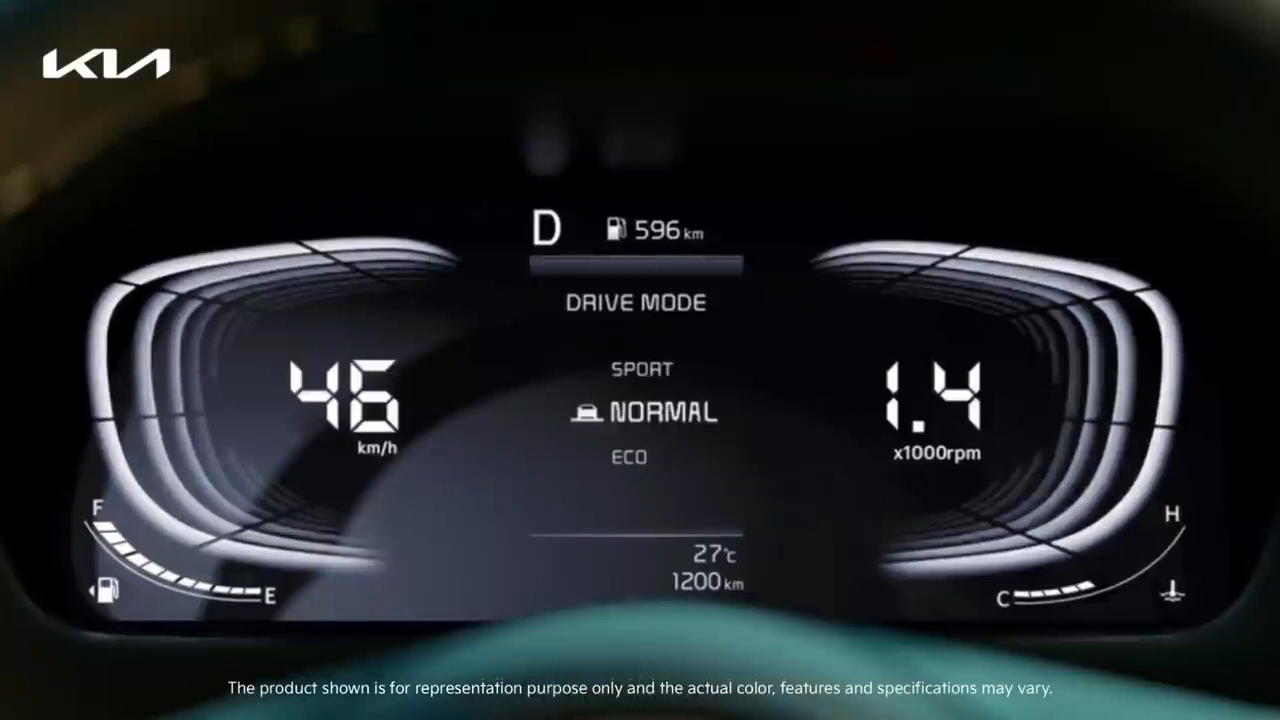 KIA
D
596 km
DRIVE MODE
SPORT
46
NORMAL
1.4
km/h
ECO
x1000rpm
F
H
27°c
1200 km
E
C
The product shown is for representation purpose only and the actual color, features and specifications may vary.